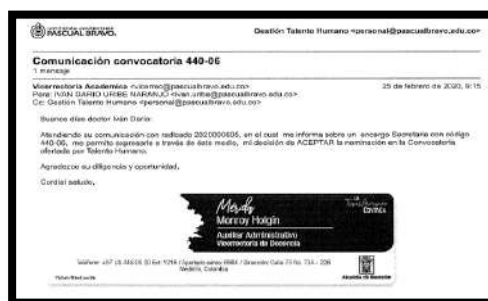 PASCUAL BRAVO.
Gestión Talento Humano <personal@pascualbravo.edu.co>
Comunicación convocatoria 440-06
1 mensaje
Vicerrectoría Académica
25 de febrero de 2020, 9:15
Para: IVAN DARIO URIBE NARANJO <ivan.uribe@pascualbravo.edu.co>
Cc: Gestión Talento Humano <personal@pascualbravo.edu.co>
Buenos días doctor Iván Darío:
Atendiendo su comunicación con radicado 2020000606, en el cual me informa sobre un encargo Secretaria con código
440-06, me permito expresarle a través de este medio, mi decisión de ACEPTAR la nominación en la Convocatoria
ofertada por Talento Humano.
Agradezco su diligencia y oportunidad.
Cordial saludo,
Monroy Holgín
Auxiliar Administrativo
Vicerrectoría de Docencia
Medellín, Colombia